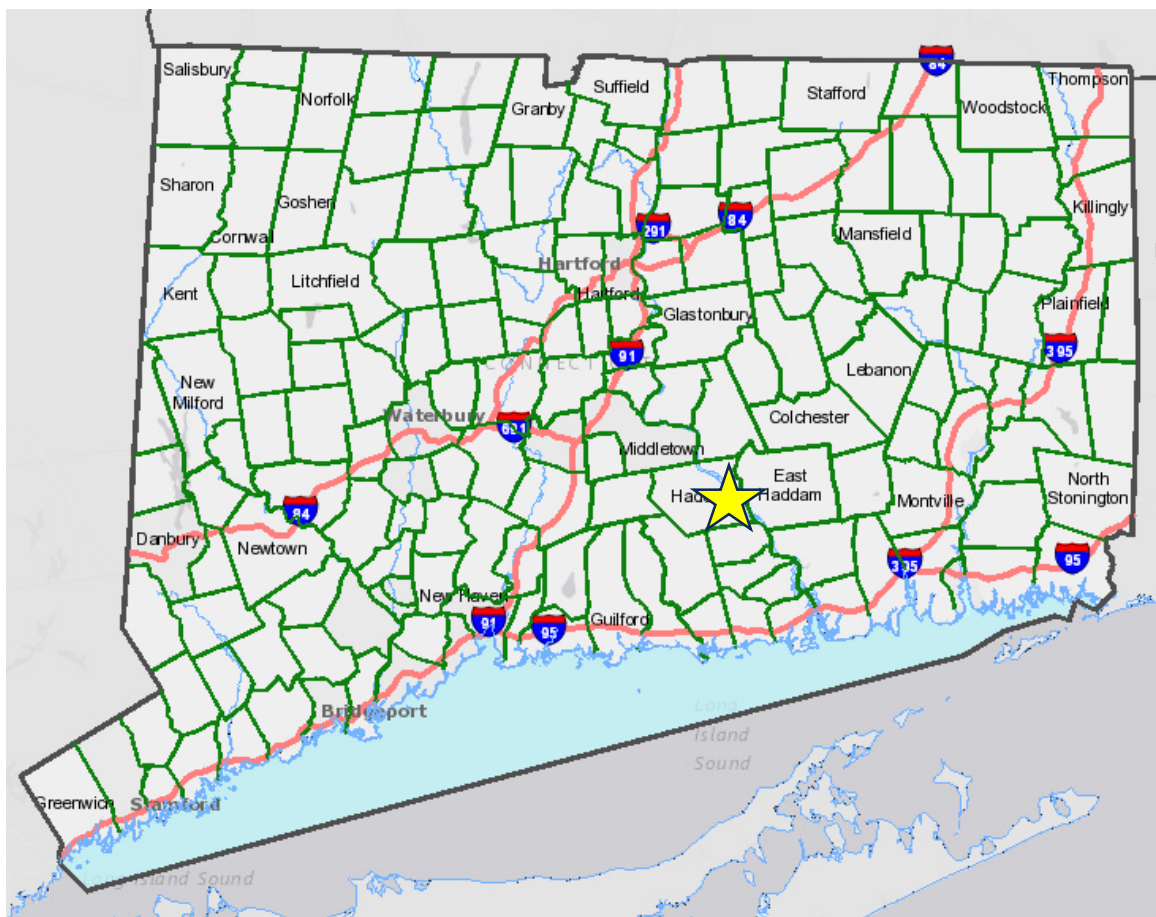 84
Salisbury
Thompson
Suffield
Stafford
Norfolk
Granby
Woodstock
Sharon
Goshen
Killingly
84
291
Mansfield
Cornwall
Hartford
Litchfield
Kent
Hartford
Plainfield
Glastonbury
395
91
Lebanon
New
Milford
Waterbury
Colchester
691
Middletown
East
Haddam
North
Stonington
Montville
84
Danbury
Newtown
395
95
New Haven
91
95
Guilford
Bridgeport
Long
Island
Sound
Greenwich
Stamford
Long Island Sound